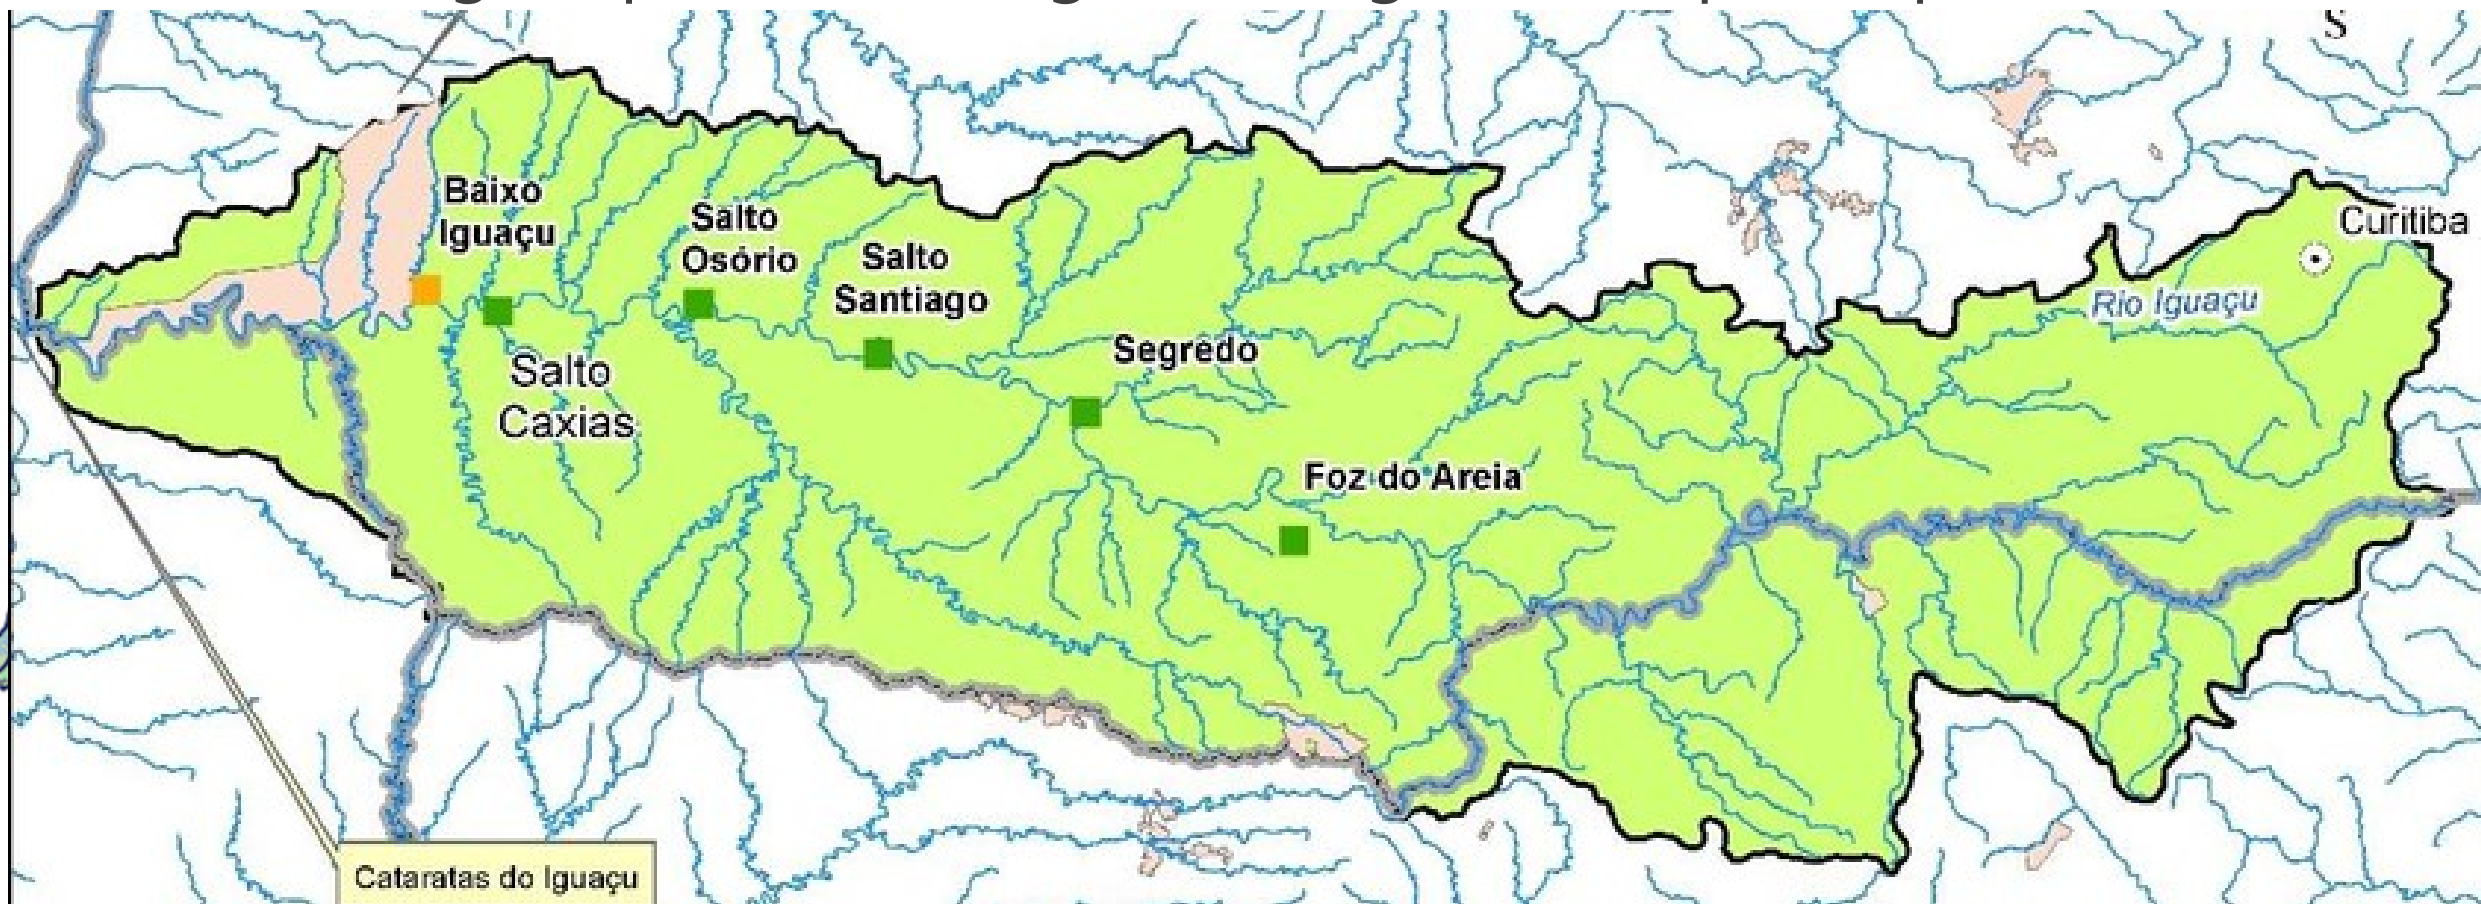 S
Curitiba
Rio Iguaçu
Baixo
Iguaçu
Salto
Osório
Salto
Santiago
Salto
Caxias
Segredo
Foz do Areia
Cataratas do Iguaçu